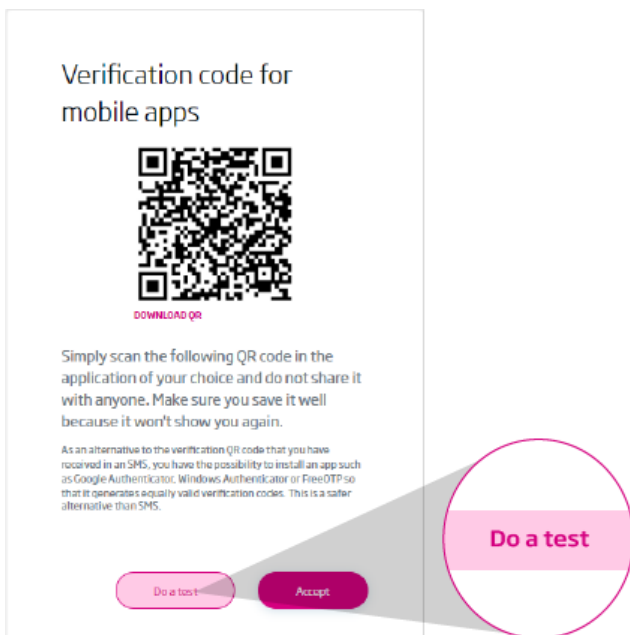 Verification code for
mobile apps
DOWNLOAD QR
Simply scan the following QR code in the
application of your choice and do not share it
with anyone. Make sure you save it well
because it won't show you again.
As an alternative to the verification QR code that you have
received in an SMS, you have the possibility to install an app such
as Google Authenticator, Windows Authenticator or FreeOTP so
that it generates equally valid verification codes. This is a safer
alternative than SMS.
Do a test
Accept
Do a test